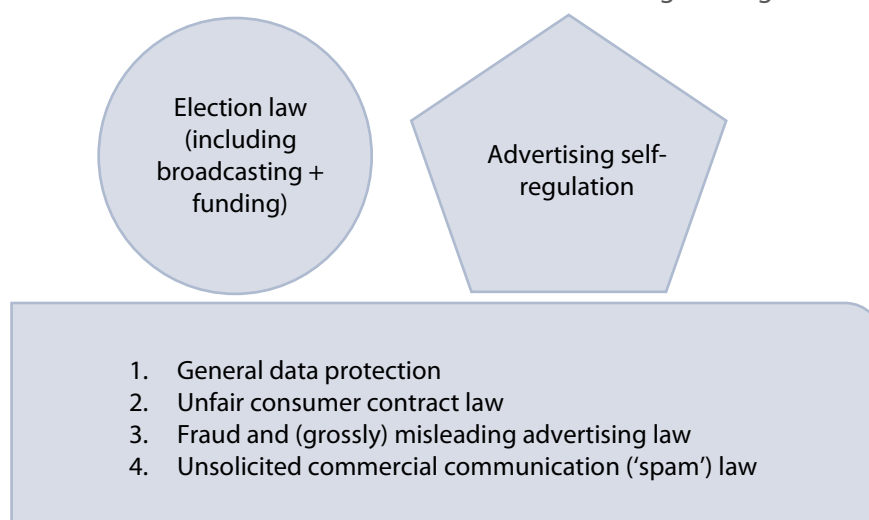 Election law
(including
broadcasting +
funding)
Advertising self-
regulation
1. General data protection
2. Unfair consumer contract law
3. Fraud and (grossly) misleading advertising law
4. Unsolicited commercial communication (‘spam’) law